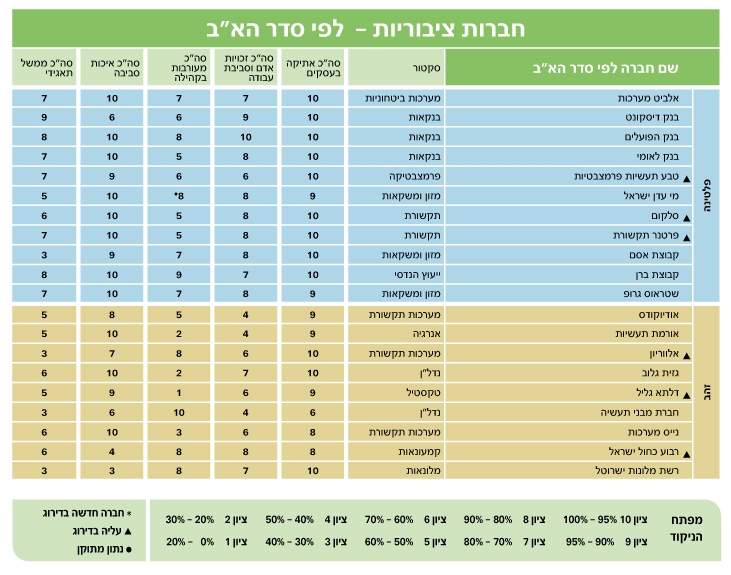 חברות ציבוריות – לפי סדר הא"ב
שם חברה לפי סדר הא"ב סקטור סה"כ אתיקה בעסקים סה"כ זכויות אדם וסביבת עבודה סה"כ מעורבות בקהילה סה"כ איכות סביבה סה"כ ממשל תאגידי
פלטינה
אלביט מערכות מערכות ביטחוניות 10 7 7 10 7
בנק דיסקונט בנקאות 10 9 6 6 9
בנק הפועלים בנקאות 10 10 8 10 8
בנק לאומי בנקאות 10 8 5 10 7
▲ טבע תעשיות פרמצבטיות פרמצבטיקה 10 6 6 9 7
מי עדן ישראל מזון ומשקאות 9 8 8* 10 5
▲ סלקום תקשורת 10 8 5 10 6
▲ פרטנר תקשורת תקשורת 10 8 5 10 7
קבוצת אסם מזון ומשקאות 10 8 7 9 3
קבוצת ברן ייעוץ הנדסי 10 7 9 10 8
שטראוס גרופ מזון ומשקאות 9 8 7 10 7
זהב
אודיוקודס מערכות תקשורת 9 4 5 8 5
אורמת תעשיות אנרגיה 9 4 2 10 5
▲ אלווריון מערכות תקשורת 10 6 8 7 3
גזית גלוב נדל"ן 10 7 2 10 6
▲ דלתא גליל טקסטיל 9 6 1 9 5
חברת מבני תעשיה נדל"ן 4 6 10 6 3
נייס מערכות מערכות תקשורת 8 6 3 10 6
▲ רבוע כחול ישראל קמעונאות 8 8 8 4 6
רשת מלונות ישרוטל מלונאות 10 7 8 3 3
מפתח הניקוד
ציון 10 95% – 100% ציון 8 80% – 90% ציון 6 60% – 70% ציון 4 40% – 50% ציון 2 20% – 30%
ציון 9 90% – 95% ציון 7 70% – 80% ציון 5 50% – 60% ציון 3 30% – 40% ציון 1 0% – 20%
* חברה חדשה בדירוג
▲ עליה בדירוג
● נתון מתוקן